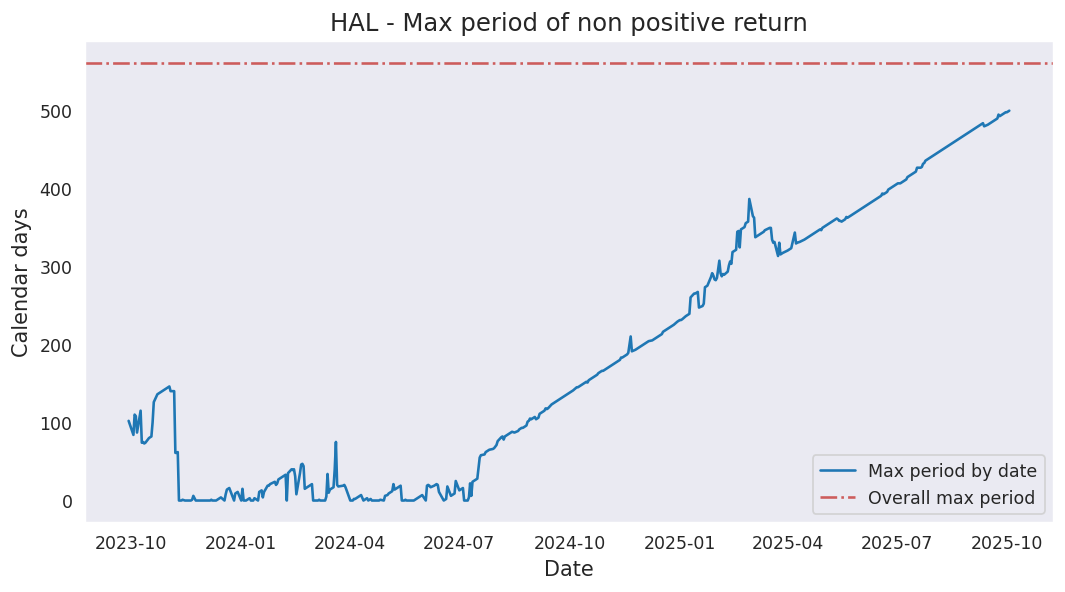 HAL - Max period of non positive return
500
400
300
200
100
0
Calendar days
2023-10 2024-01 2024-04 2024-07 2024-10 2025-01 2025-04 2025-07 2025-10
Date
Max period by date
Overall max period